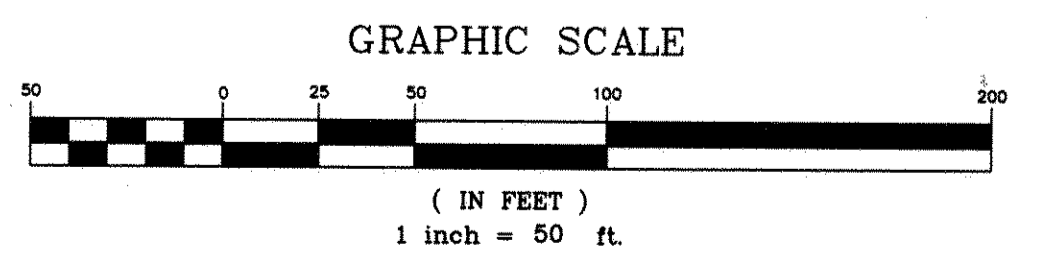 GRAPHIC SCALE
50 0 25 50 100 200
( IN FEET )
1 inch = 50 ft.